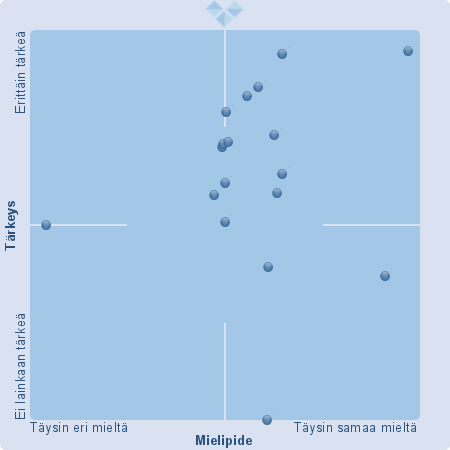 Erittäin tärkeä
Tärkeys
Ei lainkaan tärkeä
Täysin eri mieltä
Täysin samaa mieltä
Mielipide